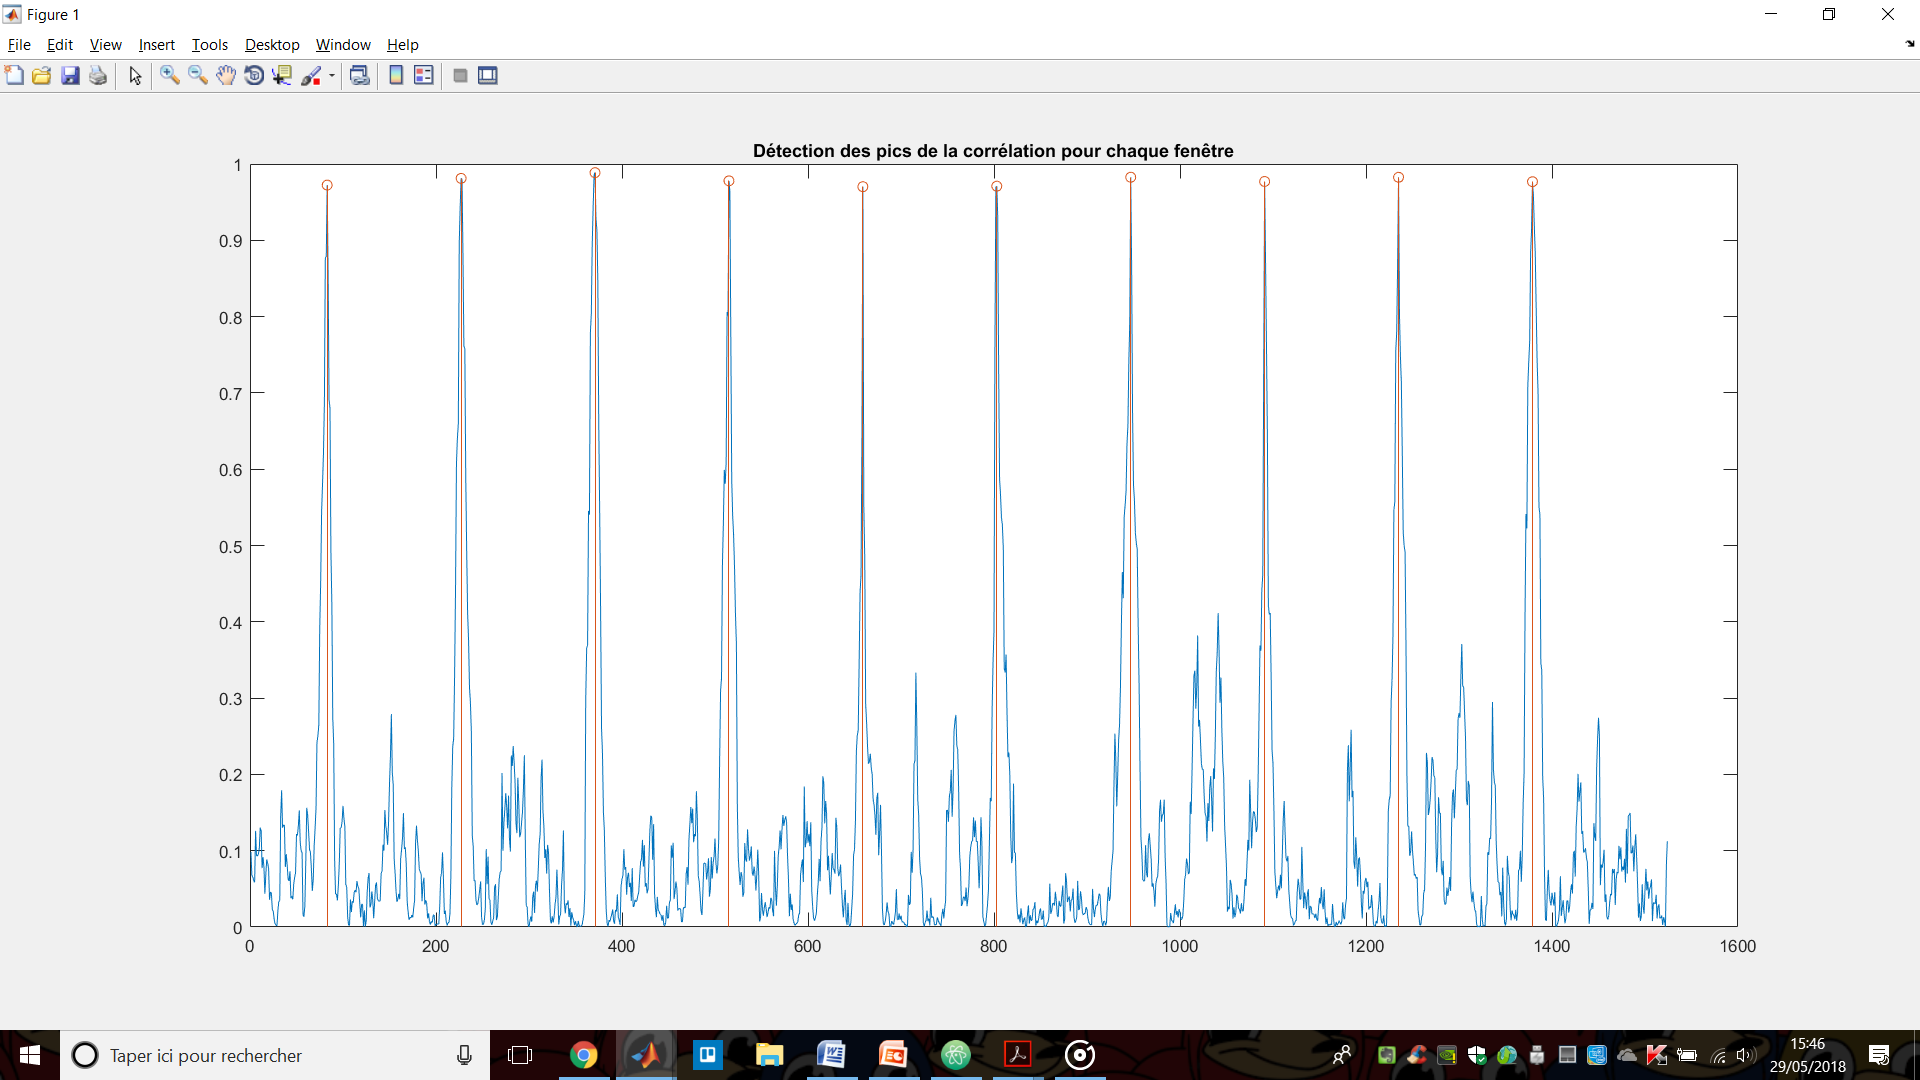 Figure 1
File Edit View Insert Tools Desktop Window Help
Détection des pics de la corrélation pour chaque fenêtre
1
0.9
0.8
0.7
0.6
0.5
0.4
0.3
0.2
0.1
0
0 200 400 600 800 1000 1200 1400 1600
Taper ici pour rechercher
15:46
29/05/2018